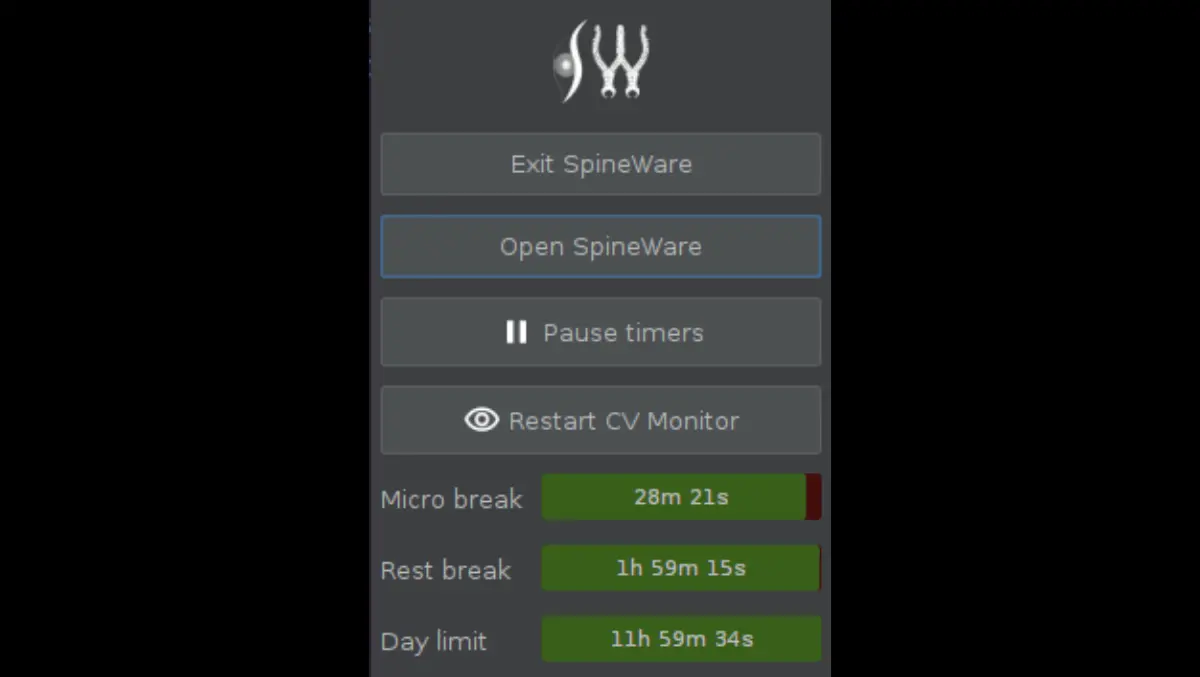 SW
Exit SpineWare
Open SpineWare
Pause timers
Restart CV Monitor
Micro break 28m 21s
Rest break 1h 59m 15s
Day limit 11h 59m 34s